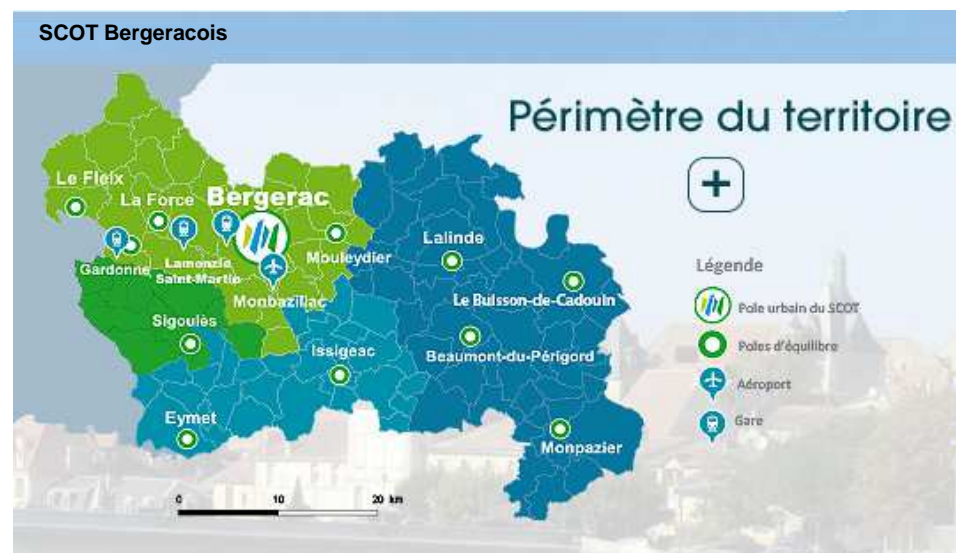 SCOT Bergeracois
Périmètre du territoire
+
Le Fleix
La Force
Bergerac
Gardonne
Lamonzie
Saint-Martin
Mouleydier
Monbazillac
Lalinde
Le Buisson-de-Cadouin
Sigoulès
Issigeac
Beaumont-du-Périgord
Eymet
Monpazier
0 10 20 km
Légende
Pole urbain du SCOT
Poles d'équilibre
Aéroport
Gare